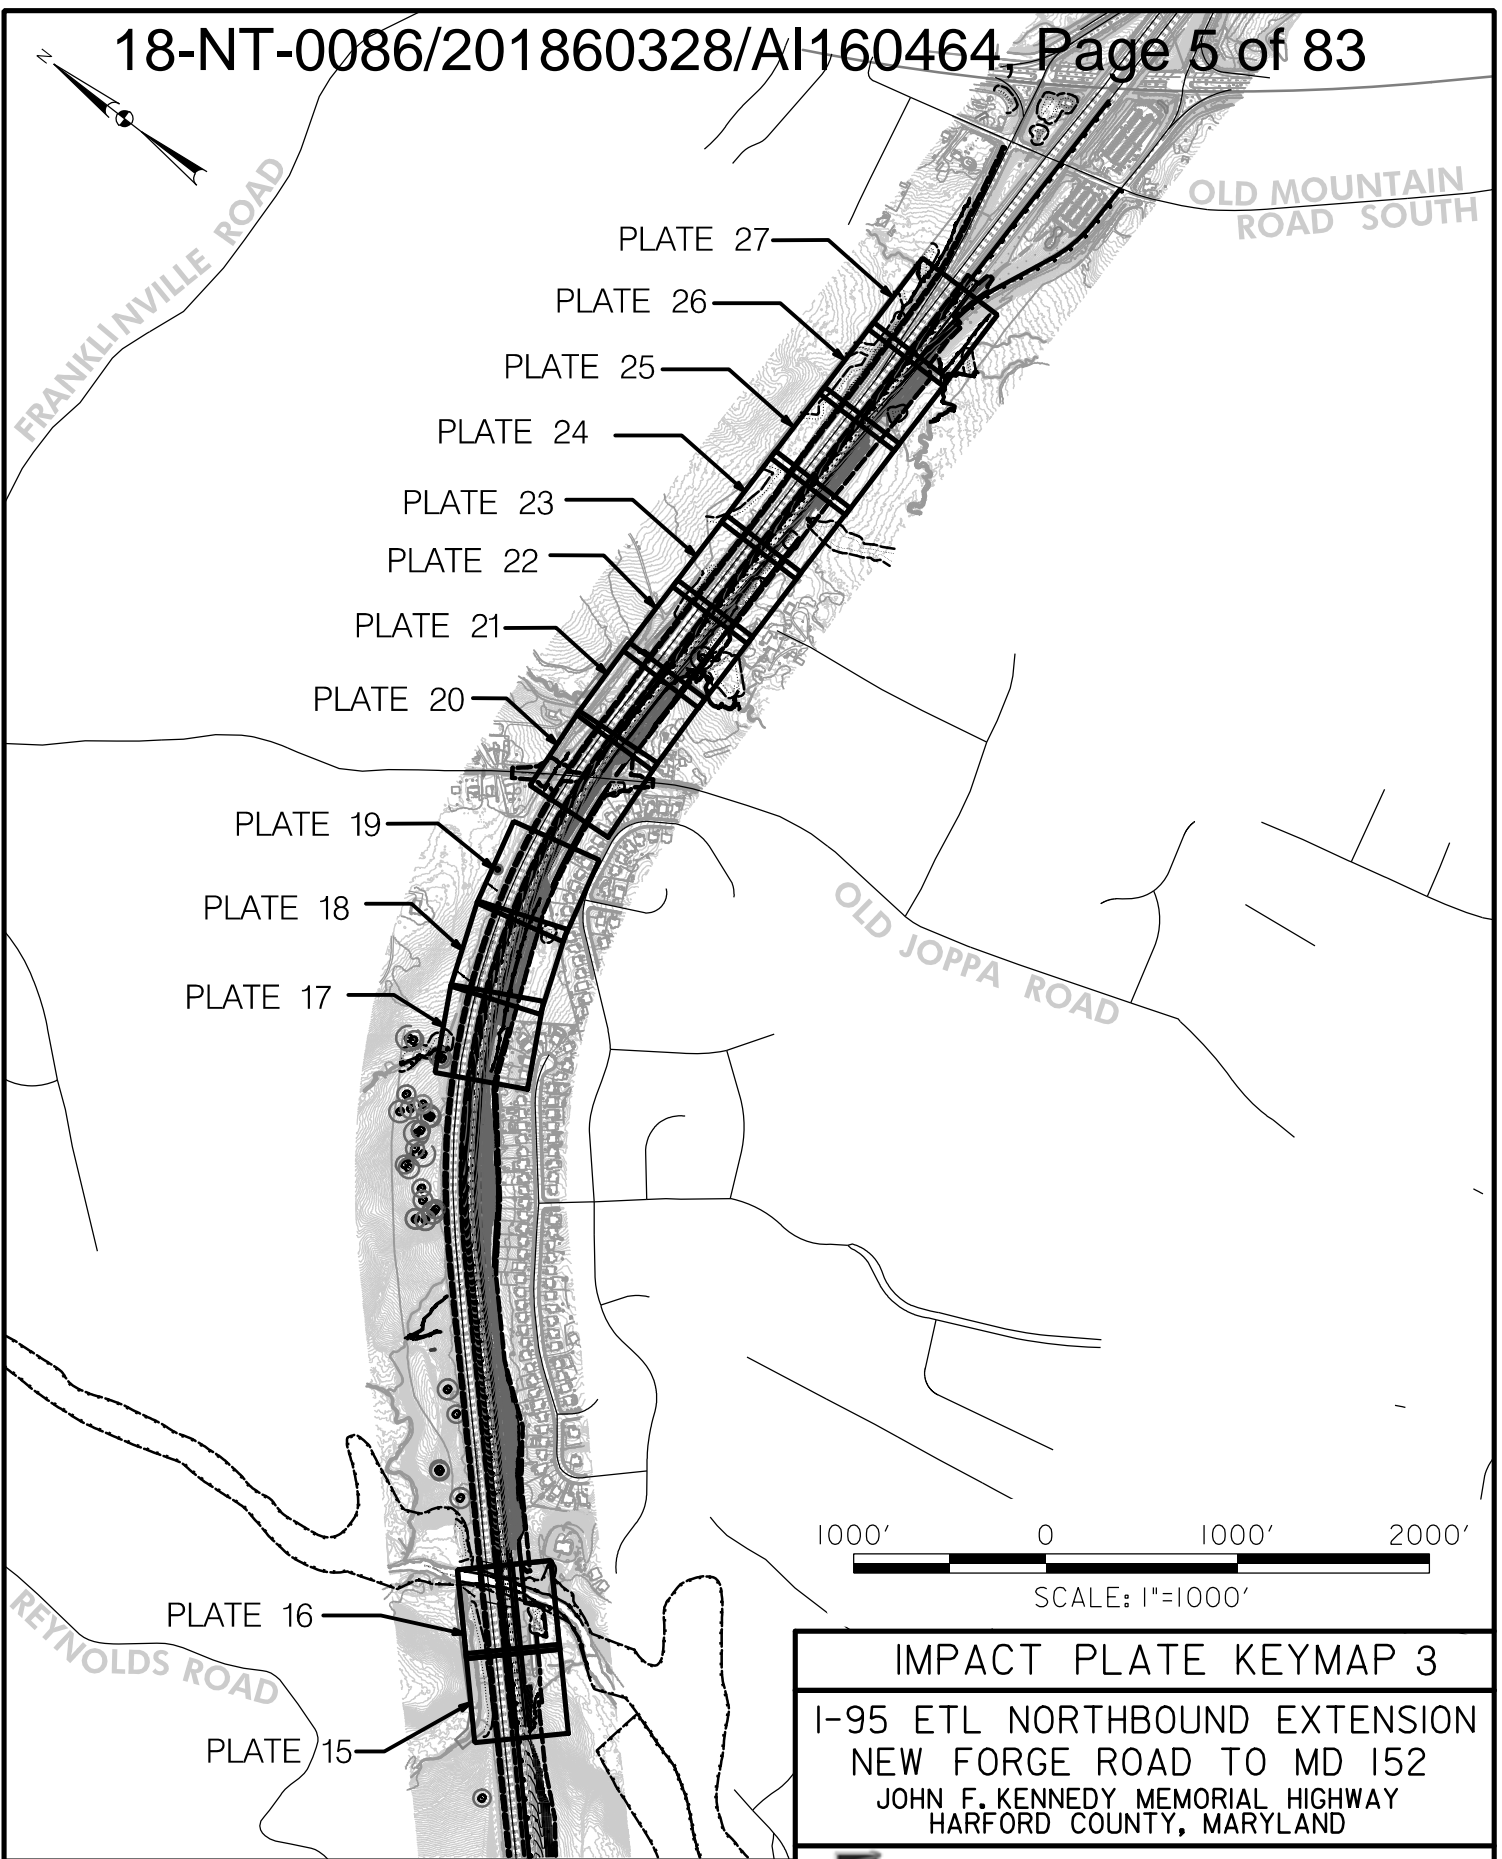 18-NT-0086/201860328/AI160464, Page 5 of 83
N
FRANKLINVILLE ROAD
OLD MOUNTAIN
ROAD SOUTH
PLATE 27
PLATE 26
PLATE 25
PLATE 24
PLATE 23
PLATE 22
PLATE 21
PLATE 20
PLATE 19
PLATE 18
PLATE 17
OLD JOPPA ROAD
1000' 0 1000' 2000'
SCALE: 1"=1000'
REYNOLDS ROAD
PLATE 16
PLATE 15
IMPACT PLATE KEYMAP 3
I-95 ETL NORTHBOUND EXTENSION
NEW FORGE ROAD TO MD 152
JOHN F. KENNEDY MEMORIAL HIGHWAY
HARFORD COUNTY, MARYLAND